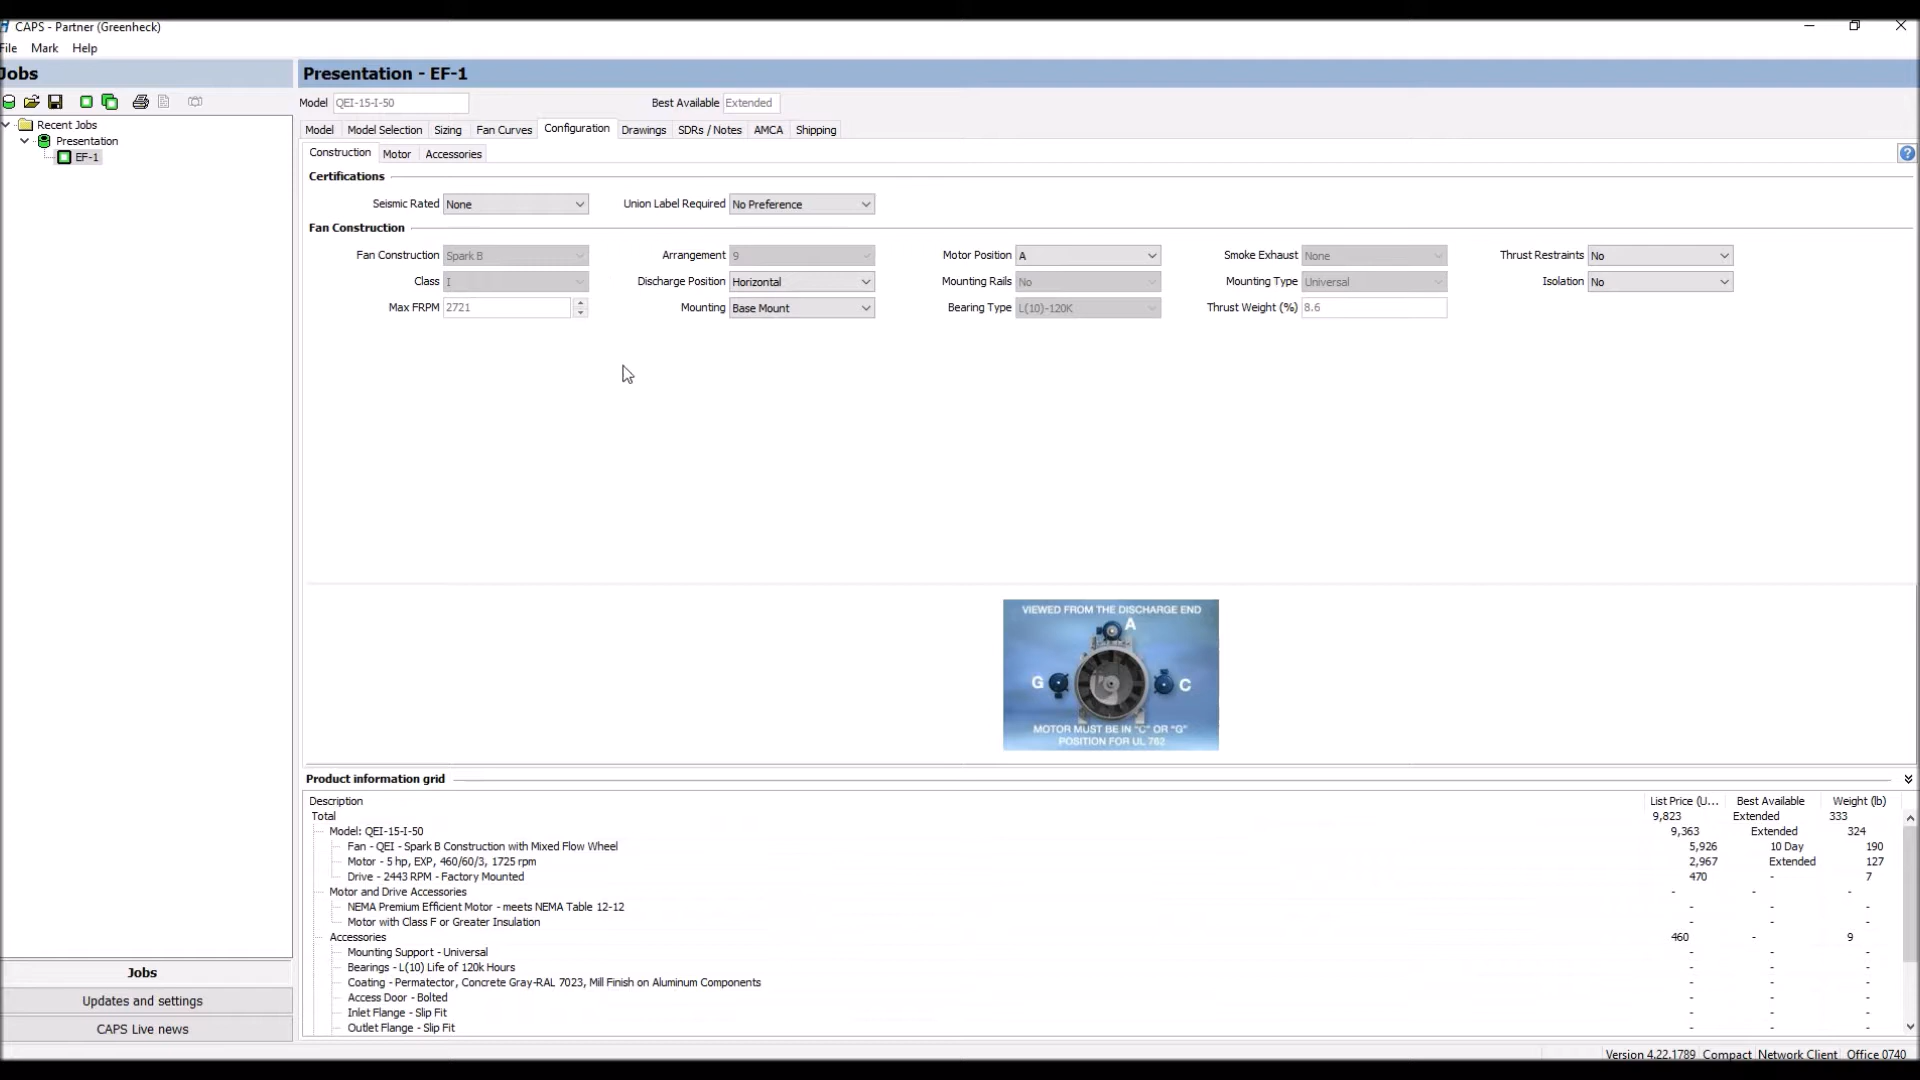 CAPS - Partner (Greenheck)
File Mark Help
Jobs
Presentation - EF-1
Model QEI-15-I-50 Best Available Extended
Recent Jobs
Presentation
EF-1
Model Model Selection Sizing Fan Curves Configuration Drawings SDRs / Notes AMCA Shipping
Construction Motor Accessories
Certifications
Seismic Rated None Union Label Required No Preference
Fan Construction
Fan Construction Spark B Arrangement 9 Motor Position A Smoke Exhaust None Thrust Restraints No
Class I Discharge Position Horizontal Mounting Rails No Mounting Type Universal Isolation No
Max FRPM 2721 Mounting Base Mount Bearing Type L(10)-120K Thrust Weight (%) 8.6
VIEWED FROM THE DISCHARGE END
A
G C
MOTOR MUST BE IN "C" OR "G"
POSITION FOR UL 762
Product information grid
Description List Price (U... Best Available Weight (lb)
Total 9,823 Extended 333
Model: QEI-15-I-50 9,363 Extended 324
Fan - QEI - Spark B Construction with Mixed Flow Wheel 5,926 10 Day 190
Motor - 5 hp, EXP, 460/60/3, 1725 rpm 2,967 Extended 127
Drive - 2443 RPM - Factory Mounted 470 - 7
Motor and Drive Accessories - - -
NEMA Premium Efficient Motor - meets NEMA Table 12-12 - - -
Motor with Class F or Greater Insulation - - -
Accessories 460 - 9
Mounting Support - Universal - - -
Bearings - L(10) Life of 120k Hours - - -
Coating - Permatector, Concrete Gray-RAL 7023, Mill Finish on Aluminum Components - - -
Access Door - Bolted - - -
Inlet Flange - Slip Fit - - -
Outlet Flange - Slip Fit - - -
Jobs
Updates and settings
CAPS Live news
Version 4.22.1789 Compact Network Client Office 0740